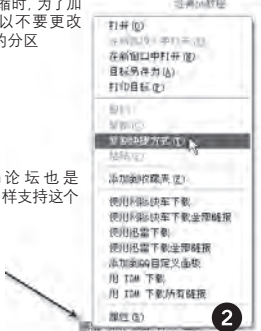 缩时,为了加
以不要更改
的分区
论坛也是
样支持这个
打开(O)
在新窗口中打开(N)
目标另存为(A)
打印目标(P)
复制快捷方式(T)
添加到收藏夹(F)
使用网际快车下载
使用网际快车下载全部链接
使用迅雷下载
使用迅雷下载全部链接
添加到QQ自定义面板
用 IDM 下载
用 IDM 下载所有链接
属性(R)
2